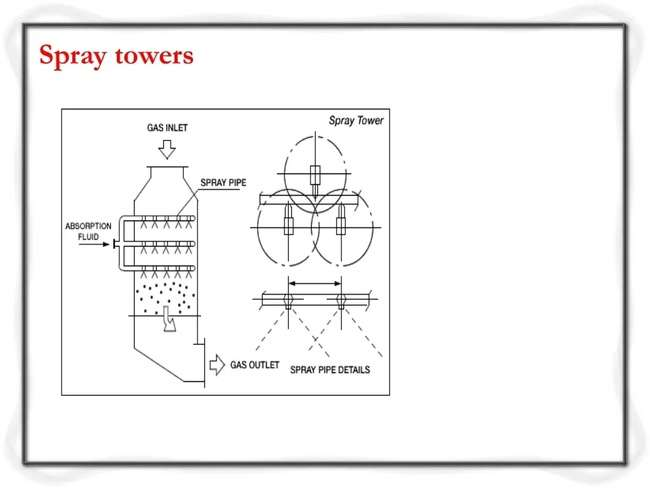 Spray towers
Spray Tower
GAS INLET
SPRAY PIPE
ABSORPTION
FLUID
GAS OUTLET
SPRAY PIPE DETAILS